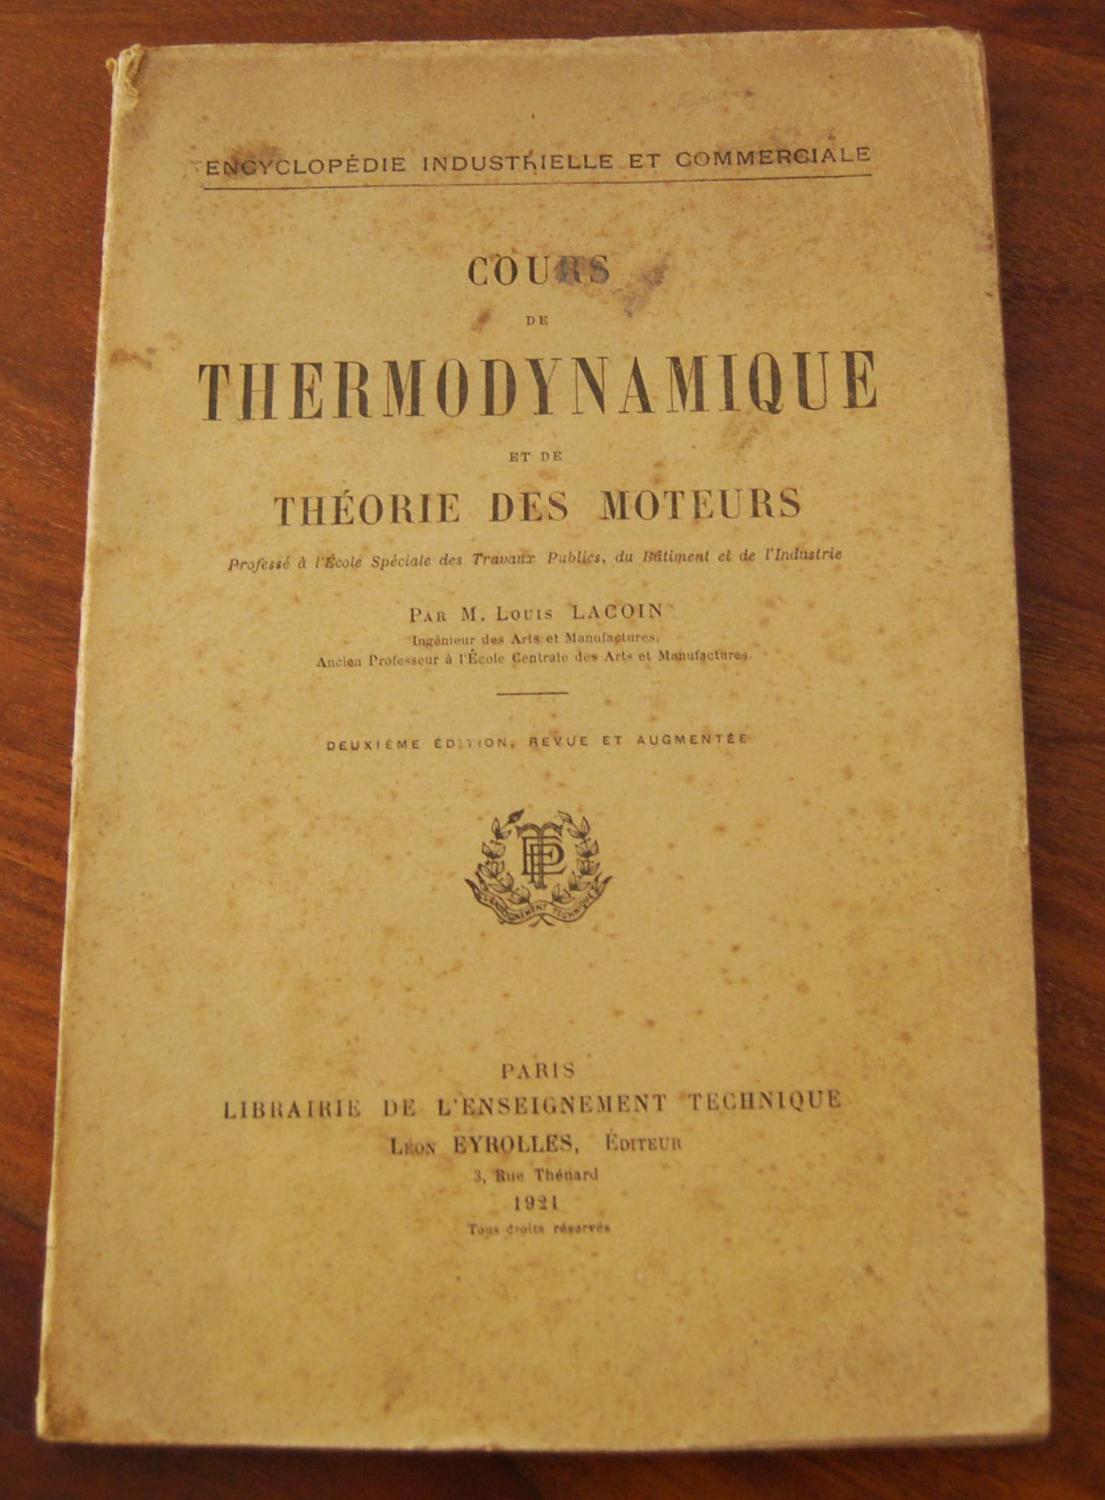 ENCYCLOPÉDIE INDUSTRIELLE ET COMMERCIALE
COURS
DE
THERMODYNAMIQUE
ET DE
THÉORIE DES MOTEURS
Professé à l'École Spéciale des Travaux Publics, du Bâtiment et de l'Industrie
PAR M. LOUIS LACOIN
Ingénieur des Arts et Manufactures,
Ancien Professeur à l'École Centrale des Arts et Manufactures.
DEUXIÈME ÉDITION, REVUE ET AUGMENTÉE
ENSEIGNEMENT TECHNIQUE
PARIS
LIBRAIRIE DE L'ENSEIGNEMENT TECHNIQUE
LÉON EYROLLES, ÉDITEUR
3, Rue Thénard
1921
Tous droits réservés